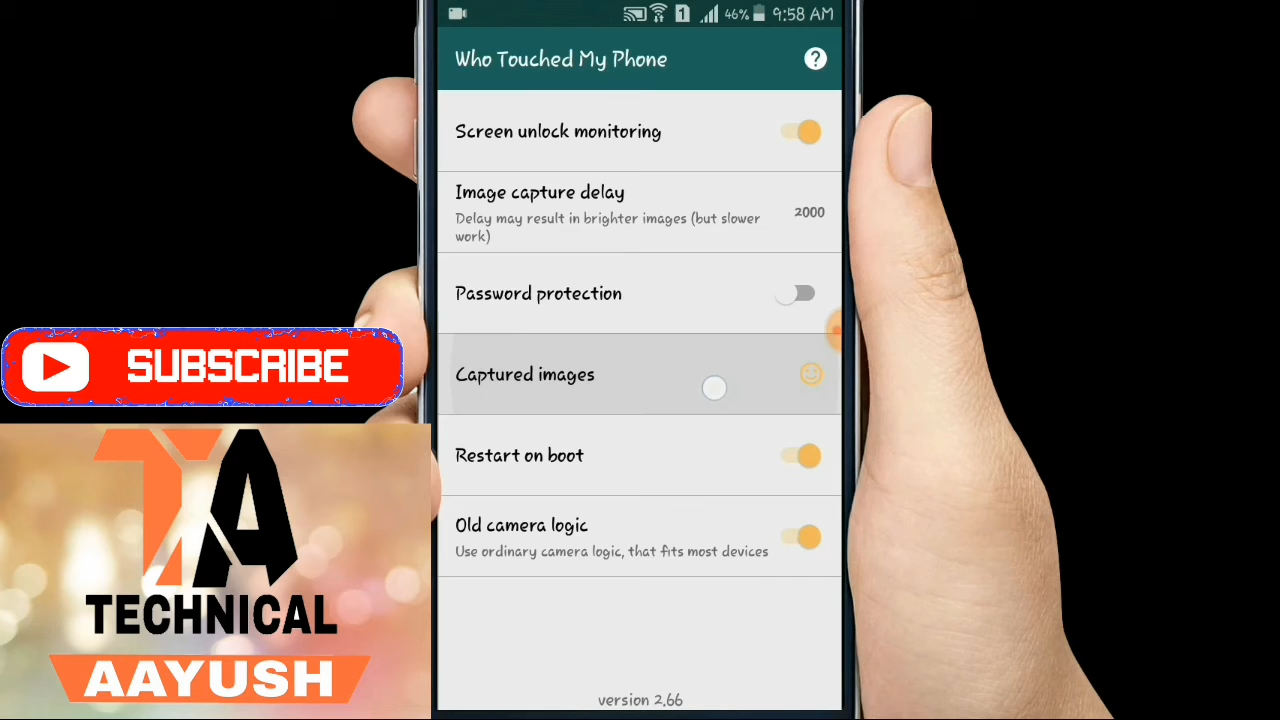 1
46%
9:58 AM
Who Touched My Phone
?
Screen unlock monitoring
Image capture delay
Delay may result in brighter images (but slower
work)
2000
Password protection
Captured images
Restart on boot
Old camera logic
Use ordinary camera logic, that fits most devices
version 2.66
SUBSCRIBE
TA
TECHNICAL
AAYUSH